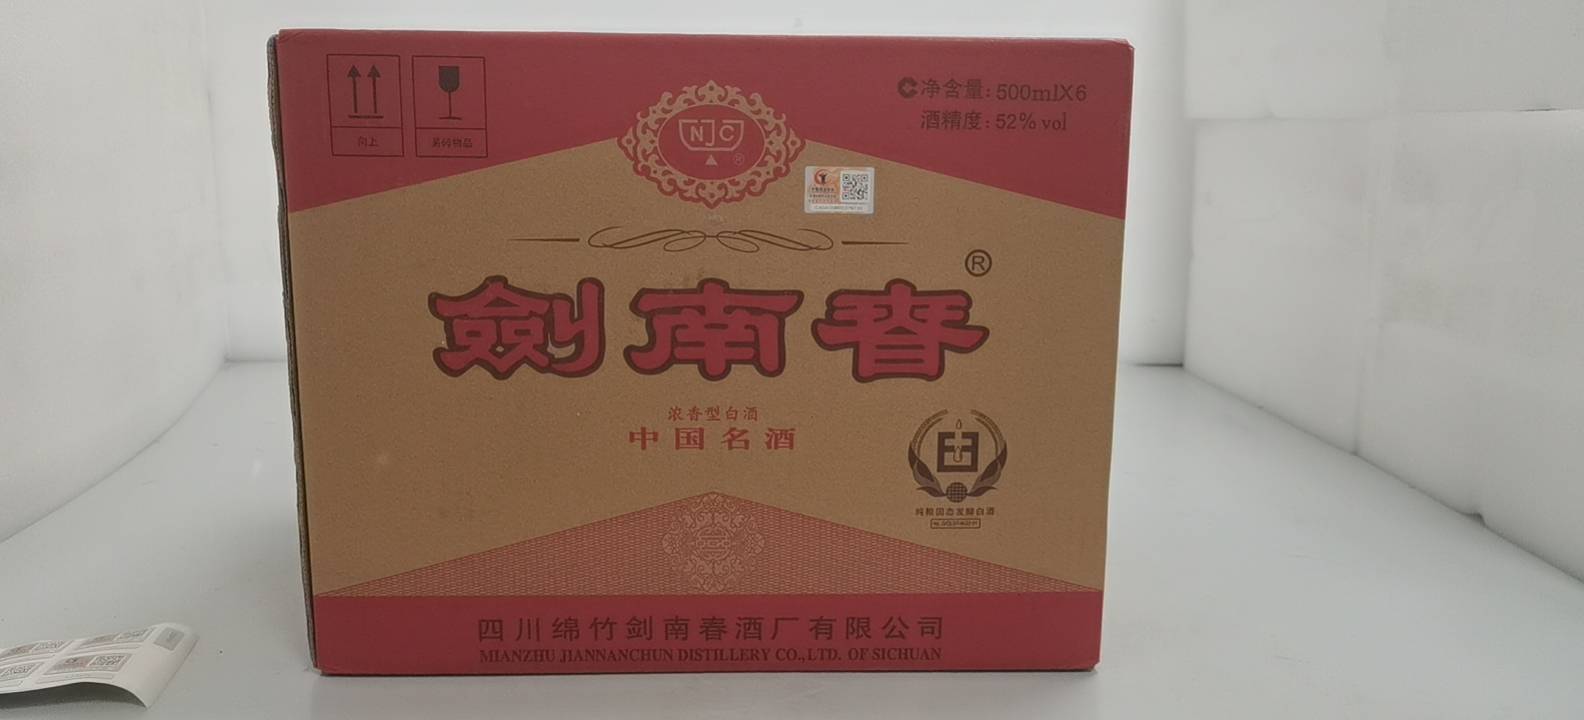 向上
易碎物品
NJC
®
净含量:500mlX6
酒精度:52%vol
劍南春®
浓香型白酒
中国名酒
纯粮固态发酵白酒
四川绵竹剑南春酒厂有限公司
MIANZHU JIANNANCHUN DISTILLERY CO.,LTD. OF SICHUAN